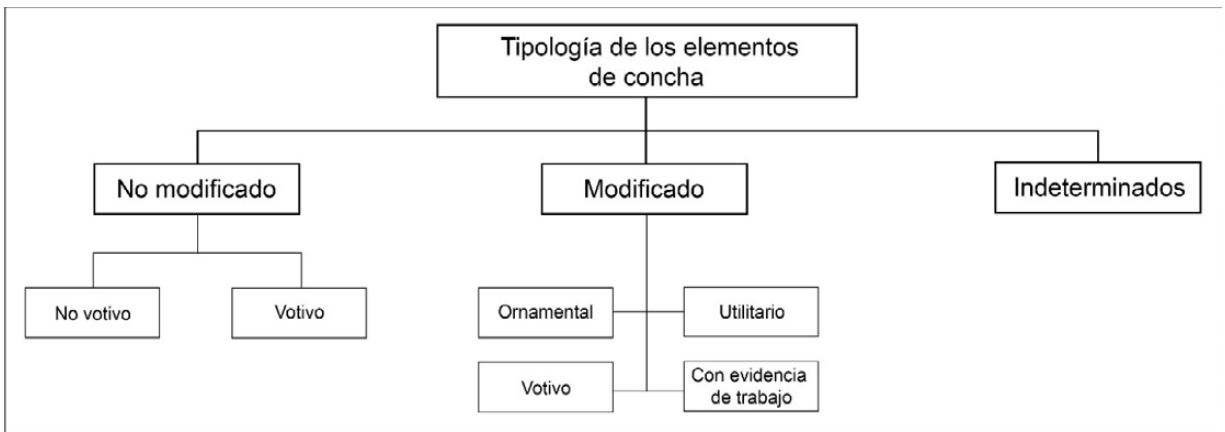 Tipología de los elementos
de concha
No modificado
Modificado
Indeterminados
No votivo
Votivo
Ornamental
Utilitario
Votivo
Con evidencia
de trabajo